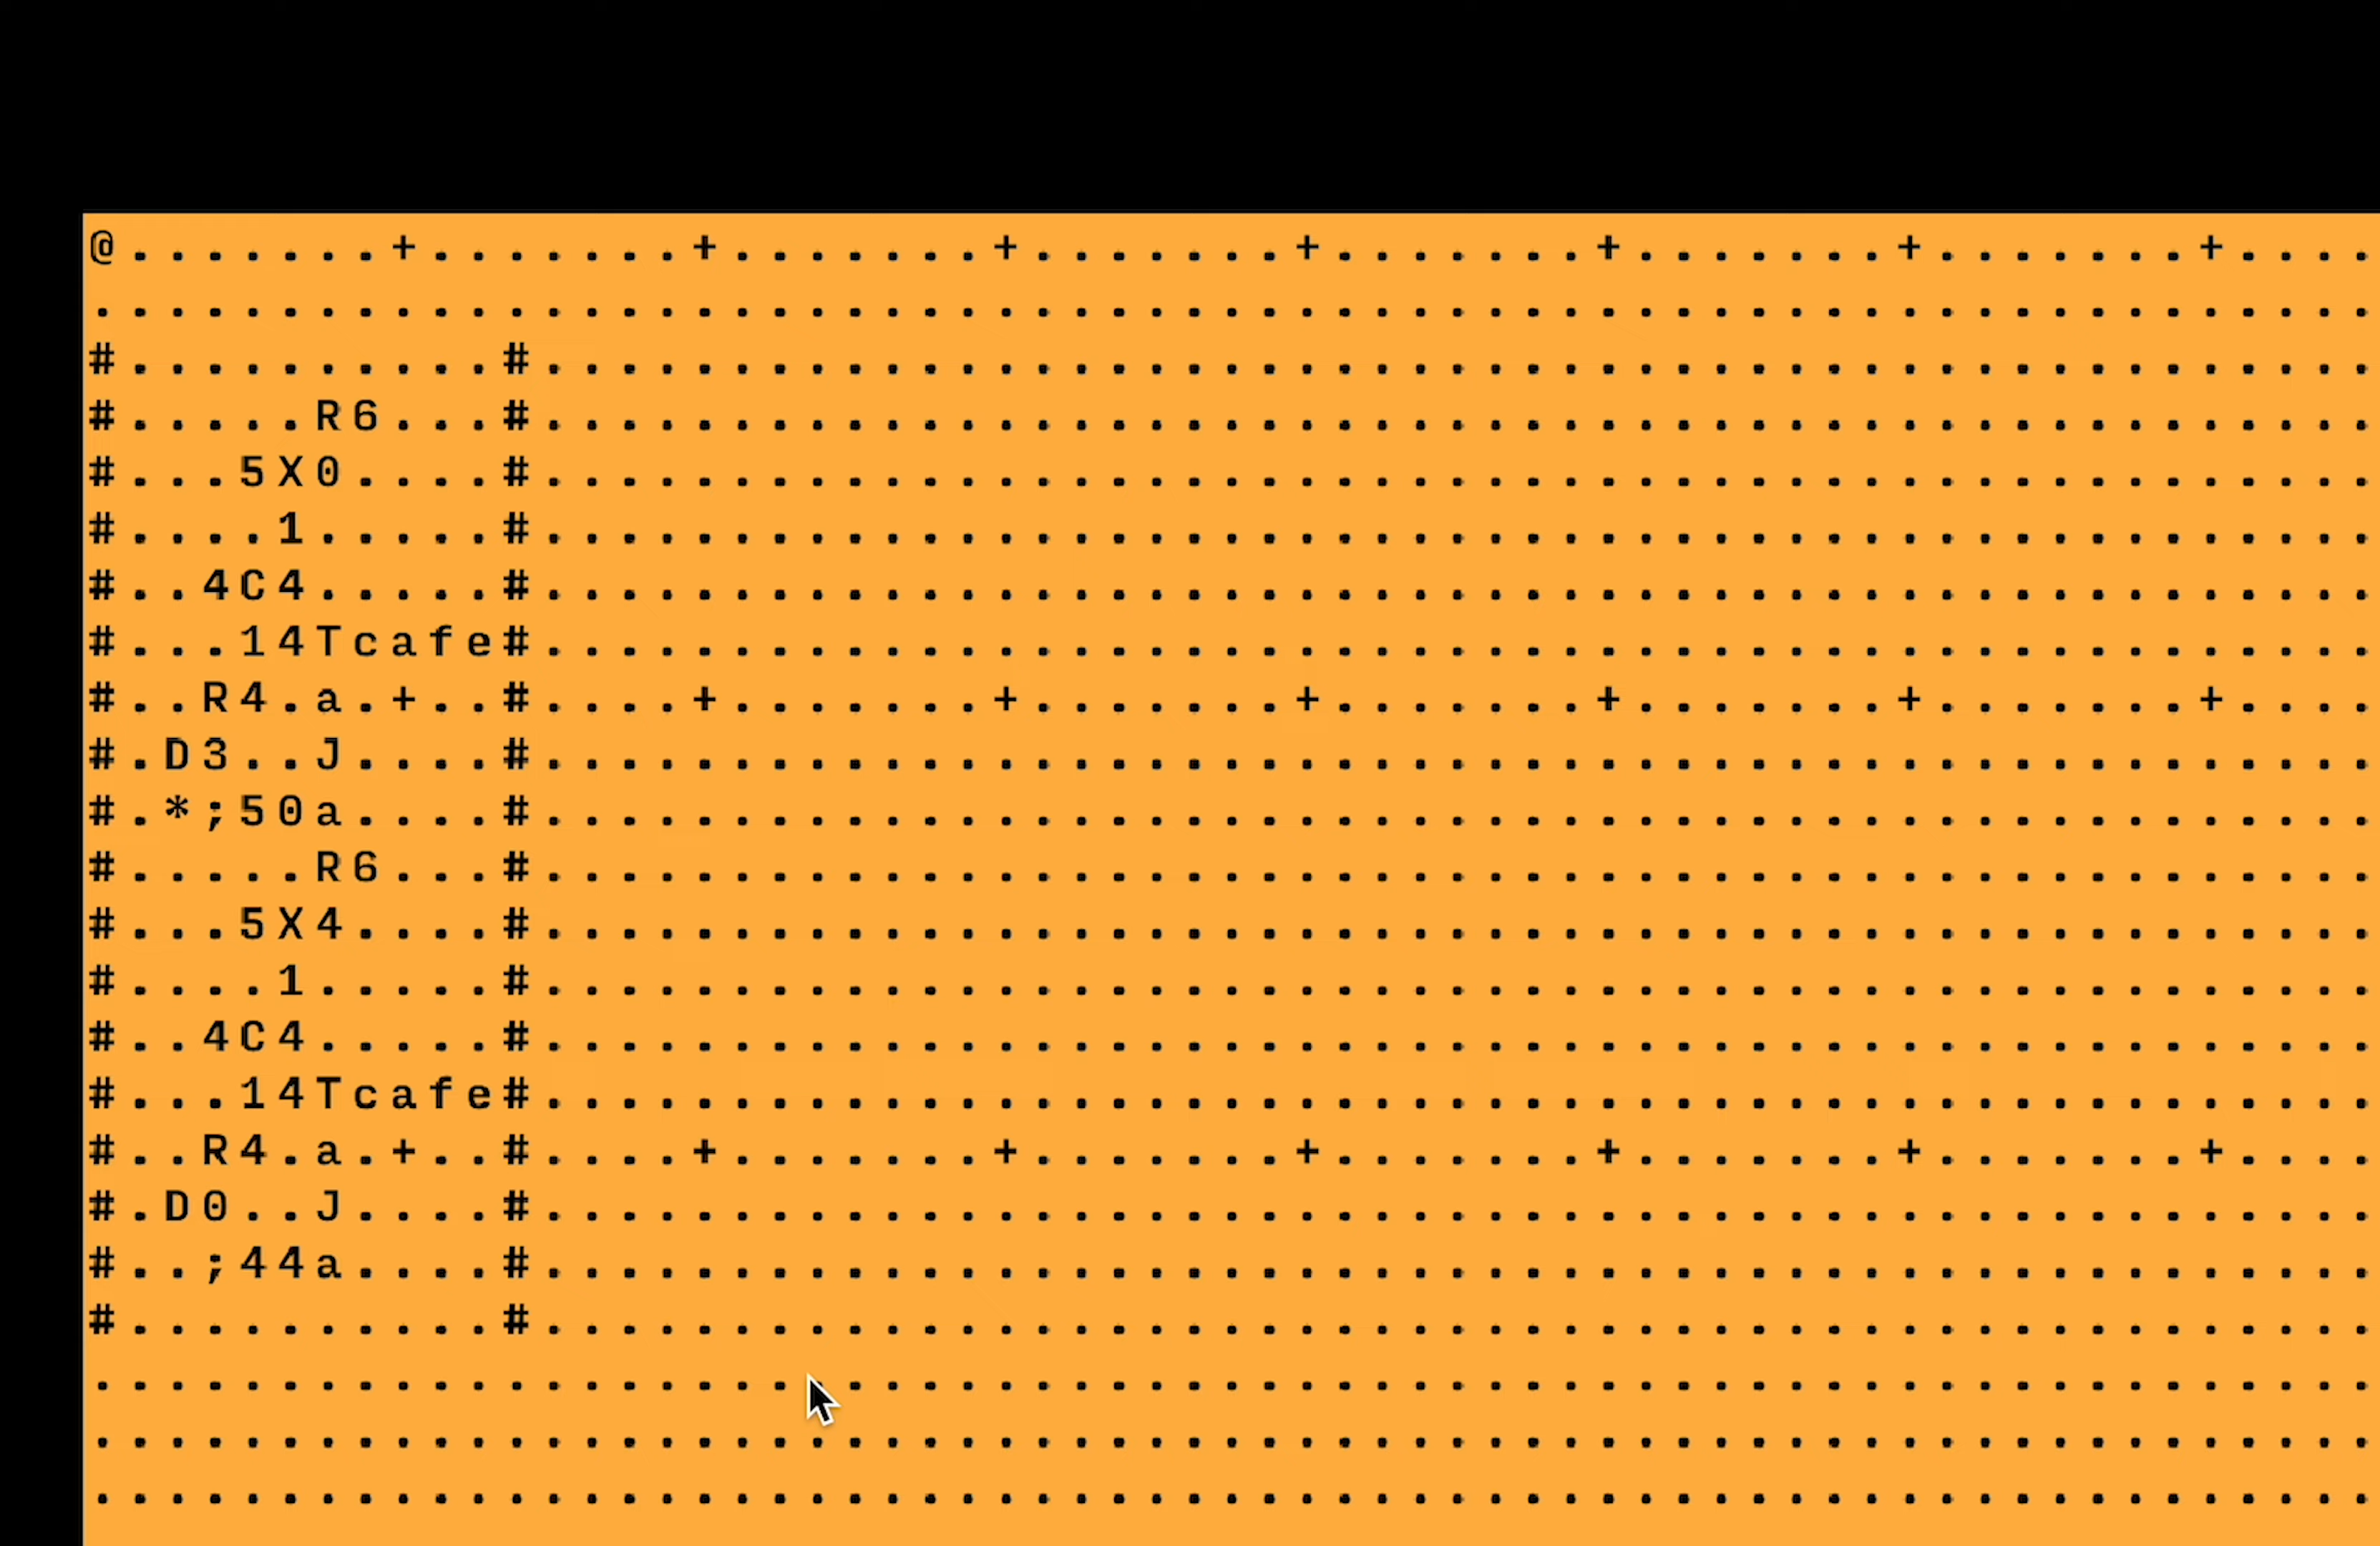 @.......+.......+.......+.......+.......+.......+.......+....
.............................................................
#..........#.................................................
#.....R6...#.................................................
#...5X0....#.................................................
#....1.....#.................................................
#..4C4.....#.................................................
#...14Tcafe#.................................................
#..R4.a.+..#....+.......+.......+.......+.......+.......+....
#.D3..J....#.................................................
#.*;50a....#.................................................
#.....R6...#.................................................
#...5X4....#.................................................
#....1.....#.................................................
#..4C4.....#.................................................
#...14Tcafe#.................................................
#..R4.a.+..#....+.......+.......+.......+.......+.......+....
#.D0..J....#.................................................
#..;44a....#.................................................
#..........#.................................................
.............................................................
.............................................................
.............................................................